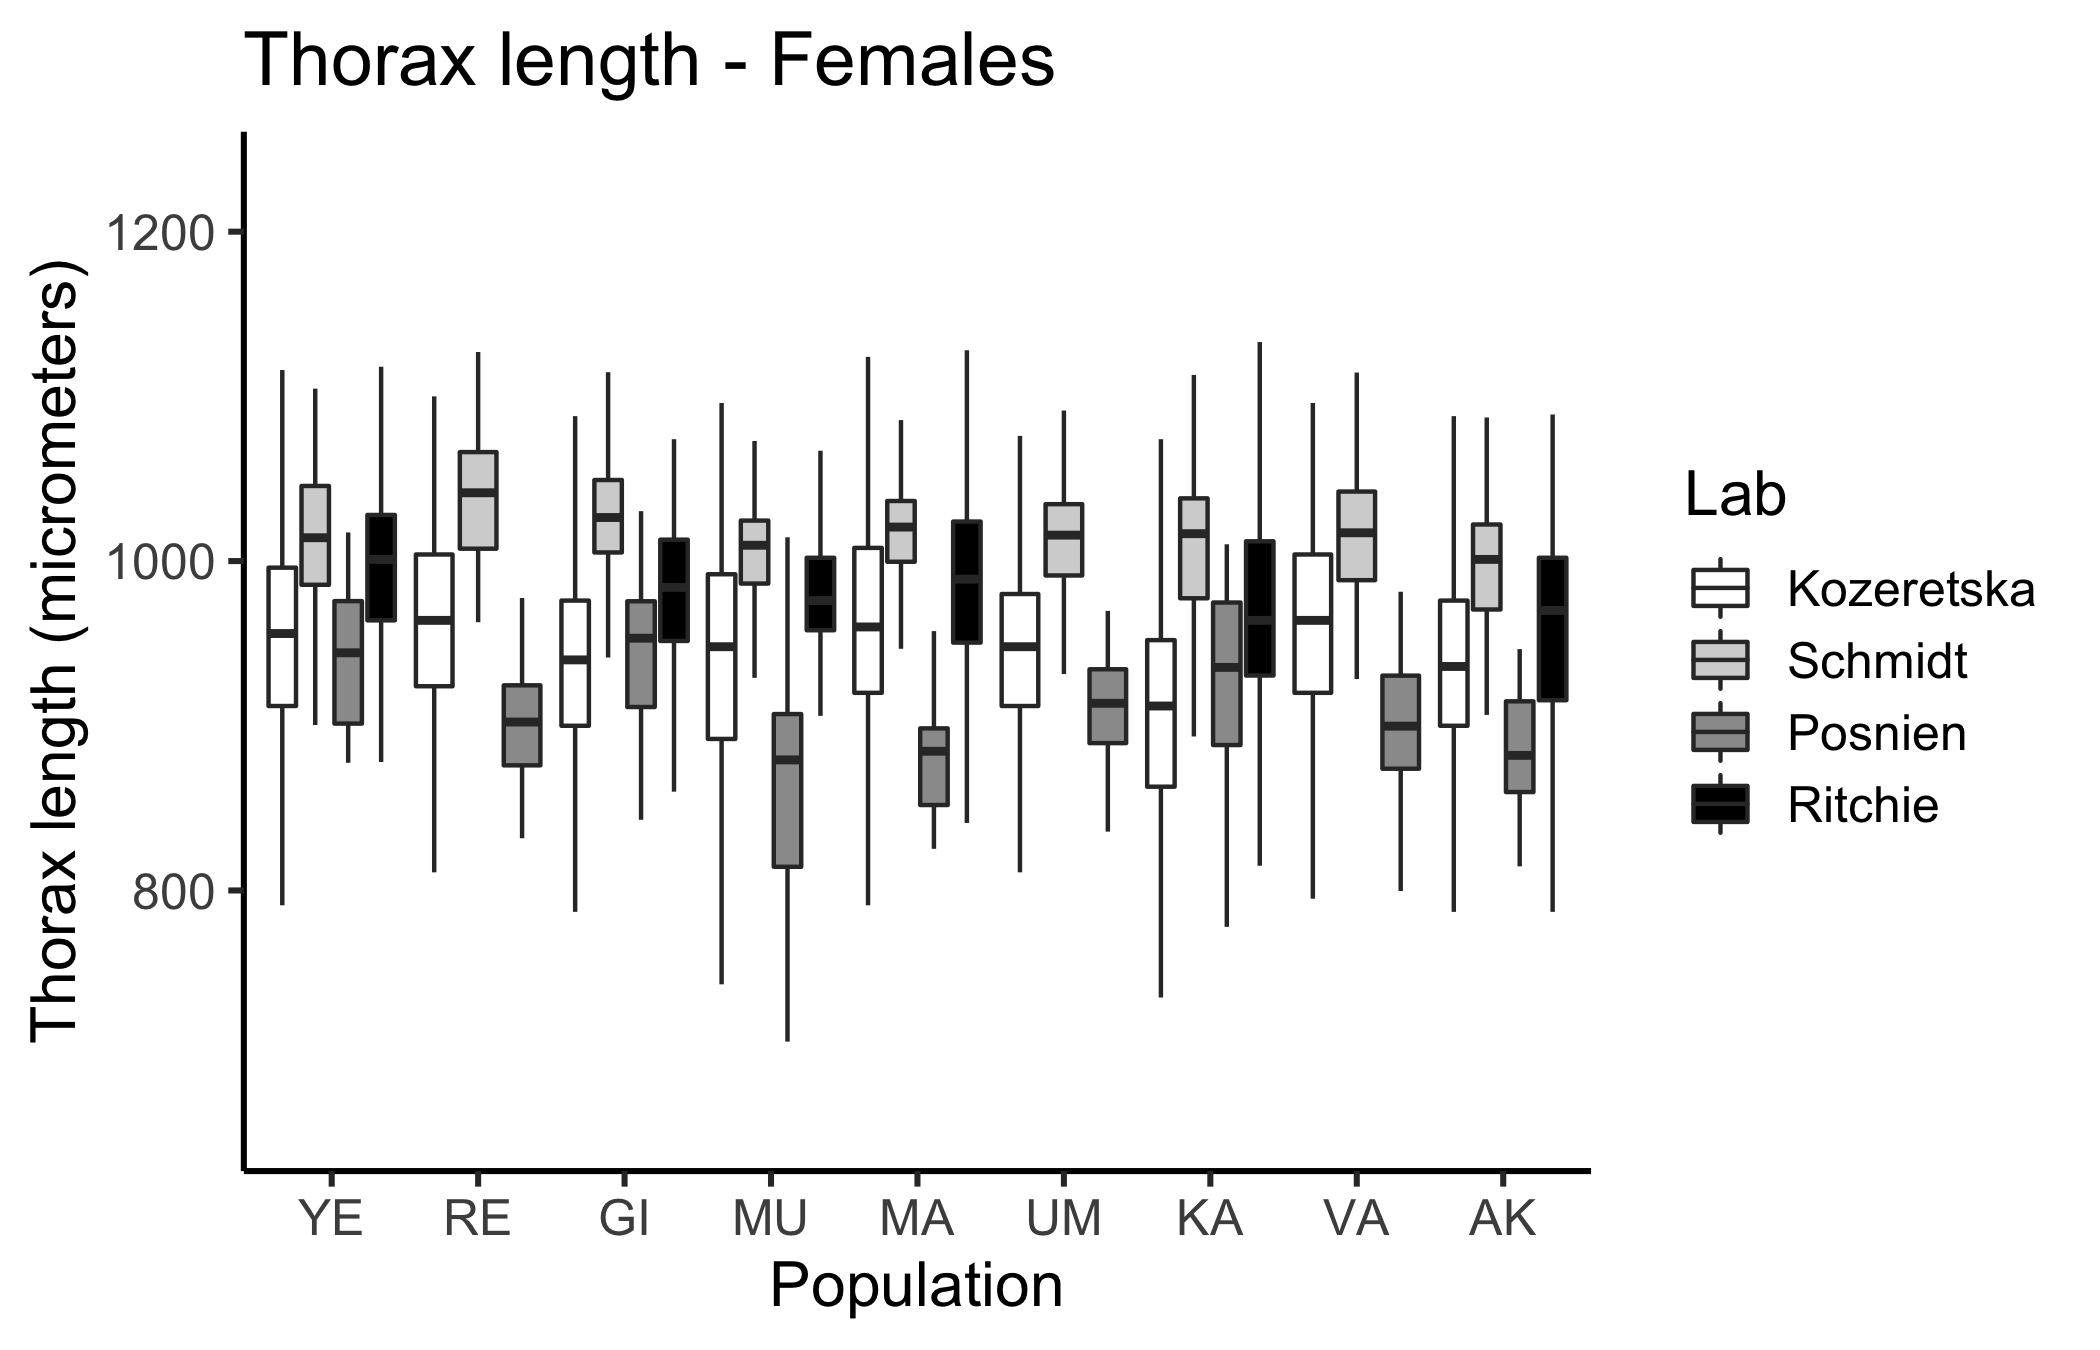 Thorax length - Females
Thorax length (micrometers)
1200
1000
800
YE RE GI MU MA UM KA VA AK
Population
Lab
Kozeretska
Schmidt
Posnien
Ritchie